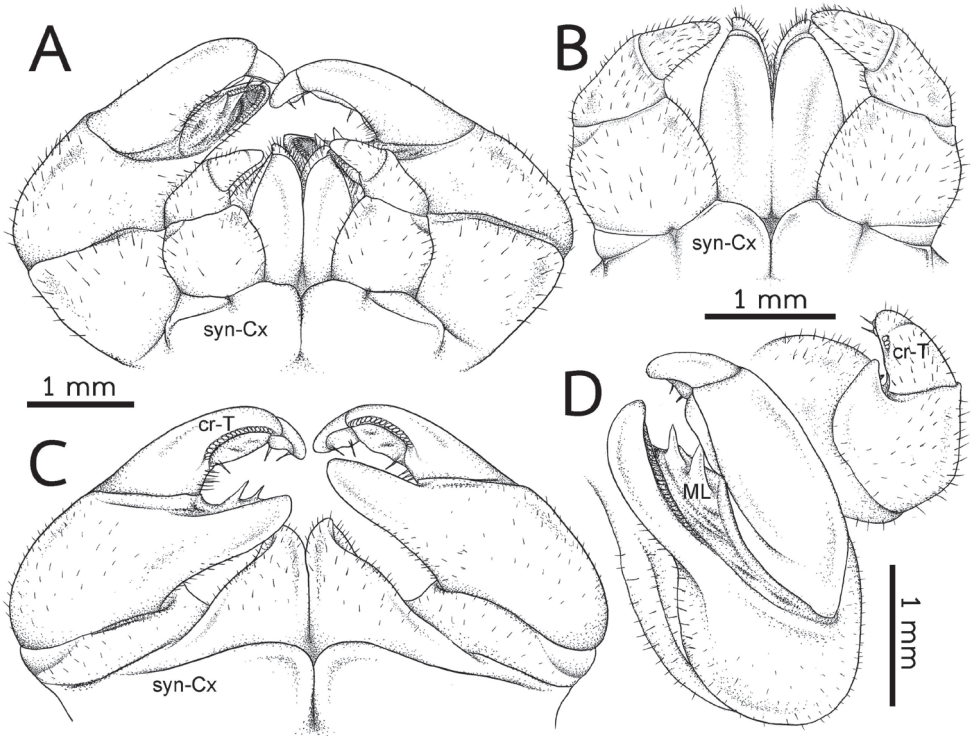 A
B
syn-Cx
syn-Cx
1 mm
1 mm
cr-T
D
cr-T
C
ML
1 mm
syn-Cx